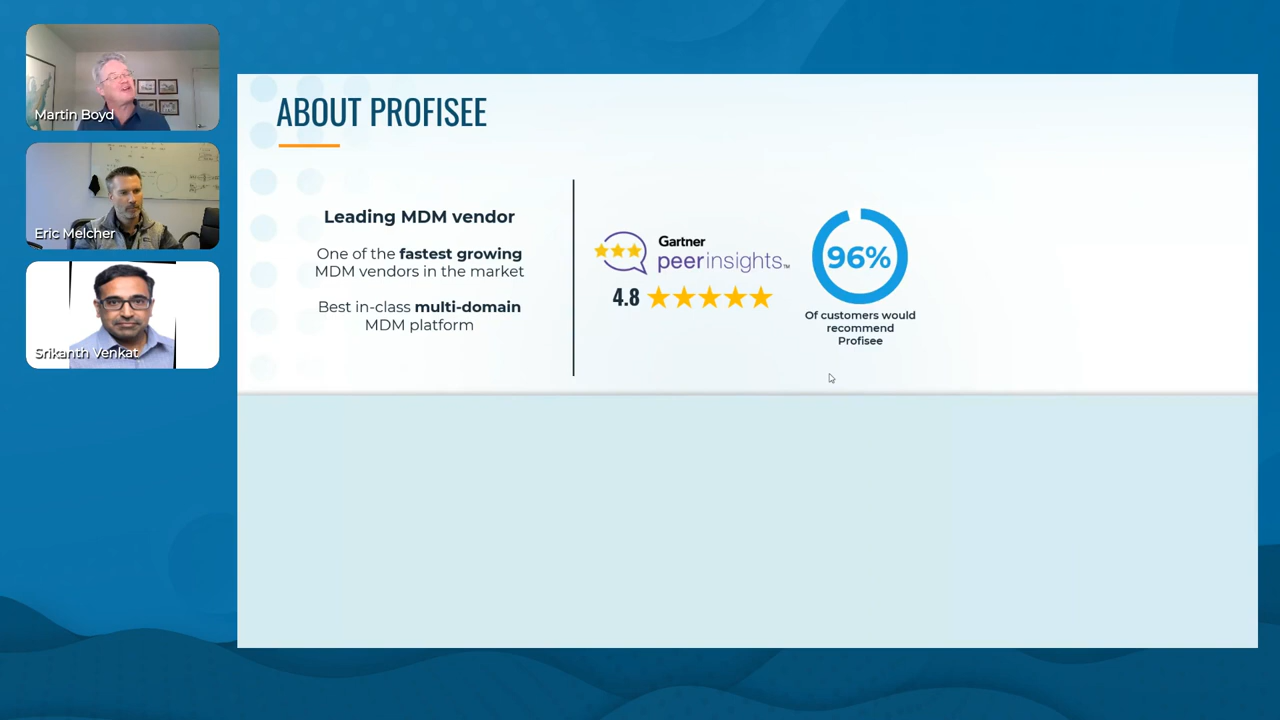 Martin Boyd
Eric Melcher
Srikanth Venkat
ABOUT PROFISEE
Leading MDM vendor
One of the fastest growing
MDM vendors in the market
Best in-class multi-domain
MDM platform
Gartner
peerinsights™
4.8
96%
Of customers would
recommend
Profisee